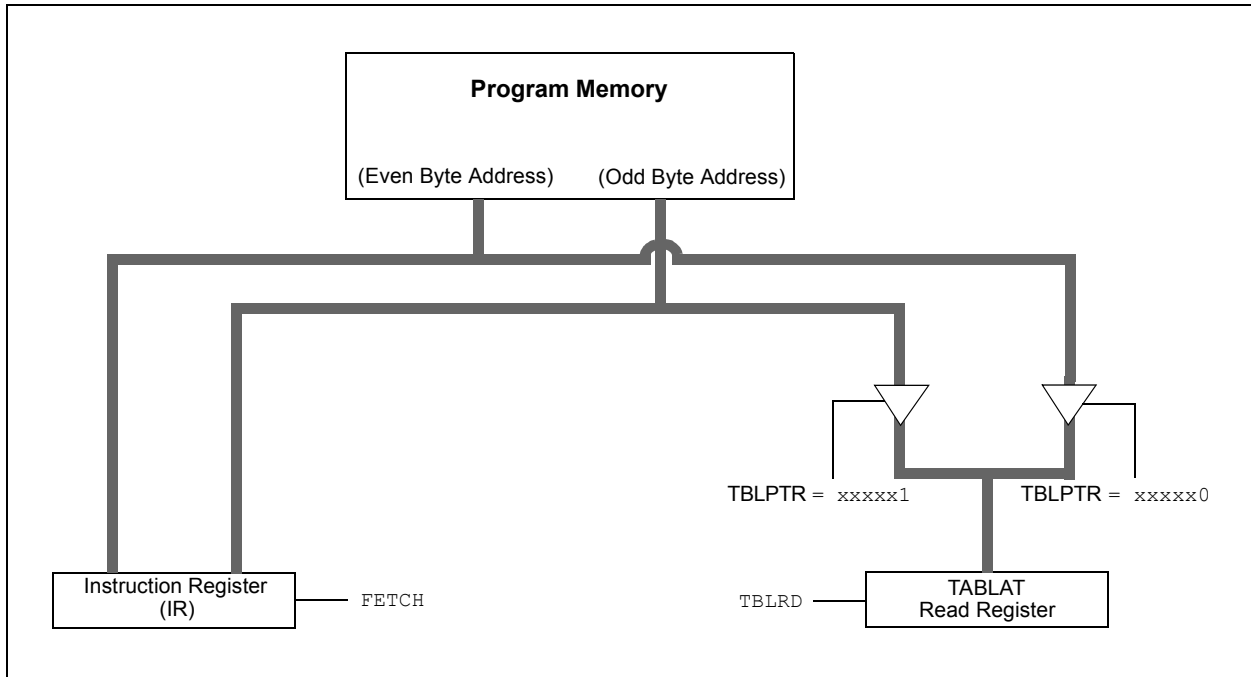 Program Memory
(Even Byte Address)
(Odd Byte Address)
TBLPTR = xxxxx1
TBLPTR = xxxxx0
Instruction Register
(IR)
FETCH
TBLRD
TABLAT
Read Register